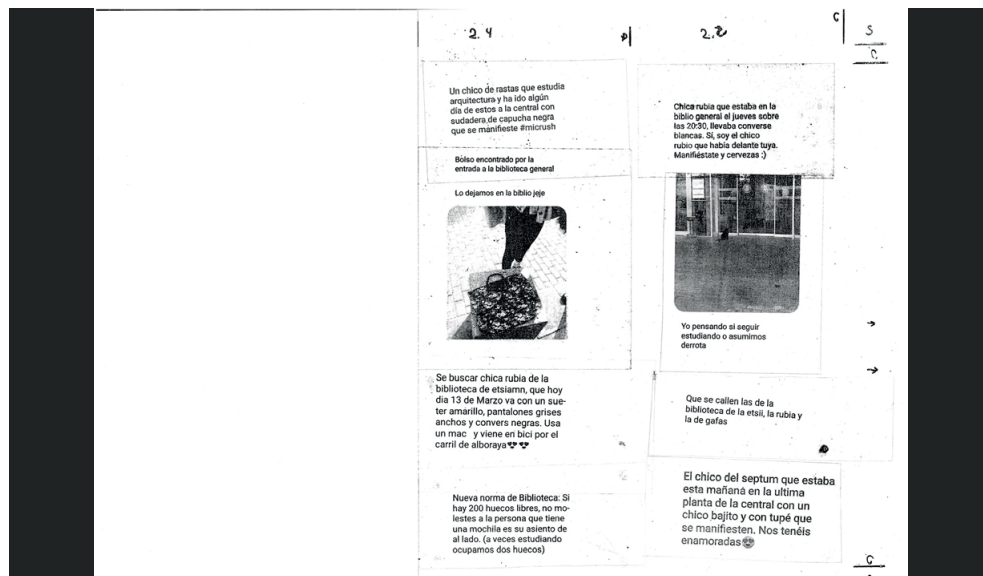 2.4
Un chico de rastas que estudia
arquitectura y ha ido algún
día de estos a la central con
sudadera de capucha negra
que se manifieste #micrush
Bolso encontrado por la
entrada a la biblioteca general
Lo dejamos en la biblio jeje
Se buscar chica rubia de la
biblioteca de etsiamn, que hoy
dia 13 de Marzo va con un sue-
ter amarillo, pantalones grises
anchos y convers negras. Usa
un mac y viene en bici por el
carril de alboraya😍😍
Nueva norma de Biblioteca: Si
hay 200 huecos libres, no mo-
lestes a la persona que tiene
una mochila es su asiento de
al lado. (a veces estudiando
ocupamos dos huecos)
2.2
Chica rubia que estaba en la
biblio general el jueves sobre
las 20:30, llevaba converse
blancas. Sí, soy el chico
rubio que había delante tuya.
Manifiéstate y cervezas ;)
Yo pensando si seguir
estudiando o asumimos
derrota
Que se callen las de la
biblioteca de la etsii, la rubia y
la de gafas
El chico del septum que estaba
esta mañana en la ultima
planta de la central con un
chico bajito y con tupé que
se manifiesten. Nos tenéis
enamoradas😍
C
S
C
→
→
C